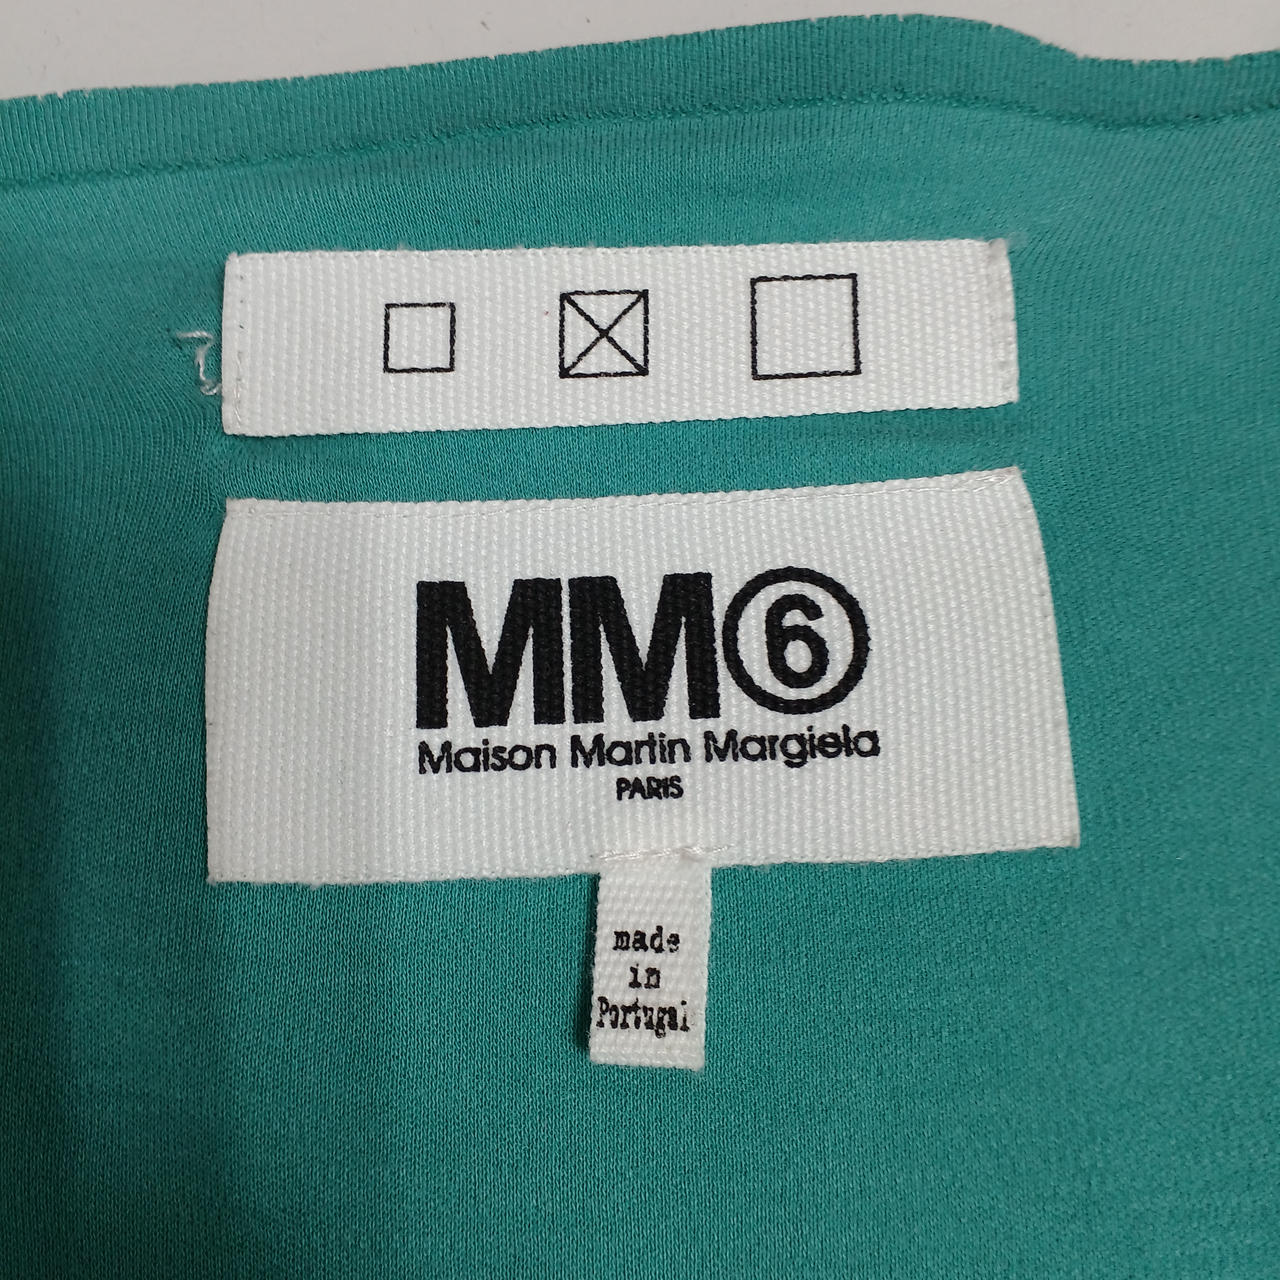 MM⑥
Maison Martin Margiela
PARIS
made
in
Portugal